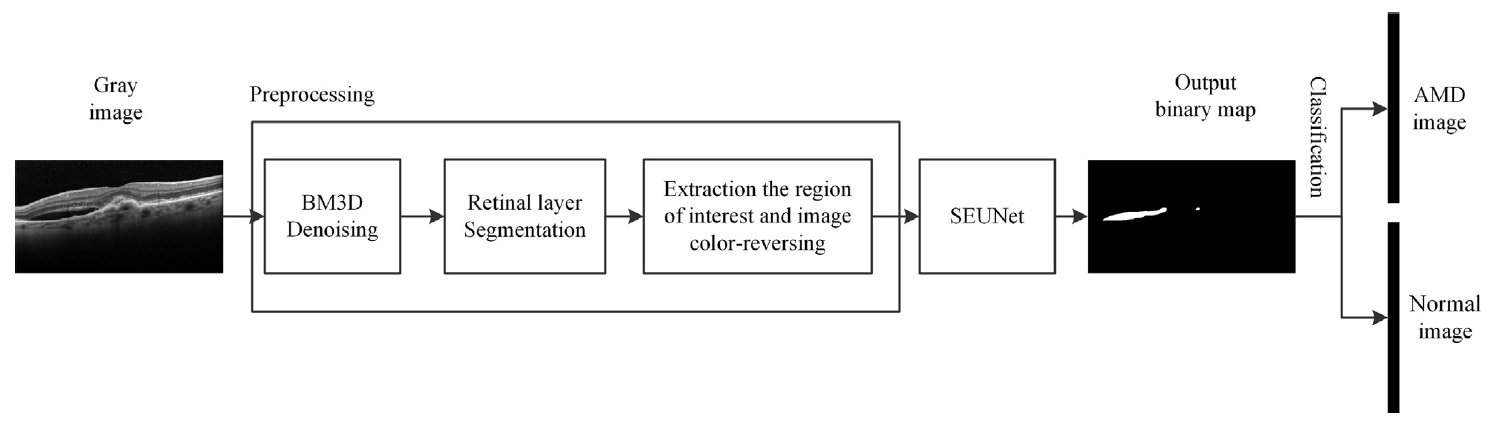 Gray
image
Preprocessing
BM3D
Denoising
Retinal layer
Segmentation
Extraction the region
of interest and image
color-reversing
SEUNet
Output
binary map
Classification
AMD
image
Normal
image